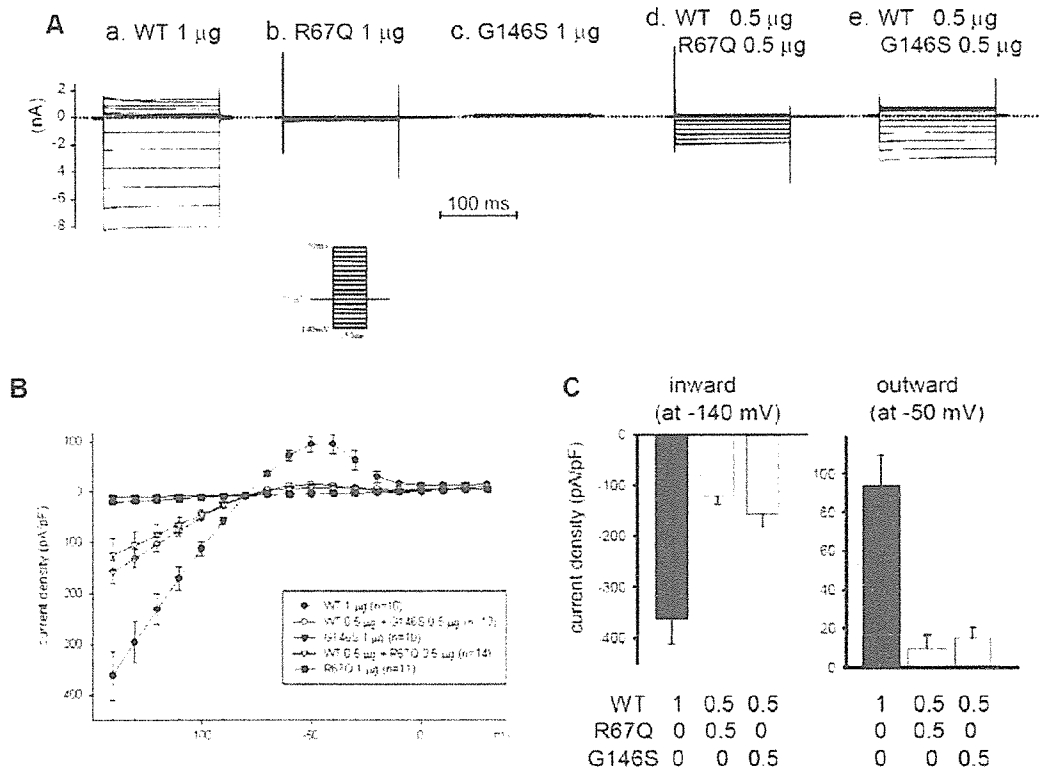 A
a. WT 1 µg
b. R67Q 1 µg
c. G146S 1 µg
d. WT 0.5 µg
R67Q 0.5 µg
e. WT 0.5 µg
G146S 0.5 µg
(nA)
2
0
-2
-4
-6
-8
100 ms
B
current density (pA/pF)
100
0
100
200
300
400
100
-50
0
WT 1 µg
WT 0.5 µg + G146S 0.5 µg
G146S 1 µg
WT 0.5 µg + R67Q 0.5 µg (n=14)
R67Q 1 µg (n=11)
C
inward
(at -140 mV)
outward
(at -50 mV)
current density (pA/pF)
0
-100
-200
-300
-400
100
80
60
40
20
0
WT 1 0.5 0.5 1 0.5 0.5
R67Q 0 0.5 0 0 0.5 0
G146S 0 0 0.5 0 0 0.5